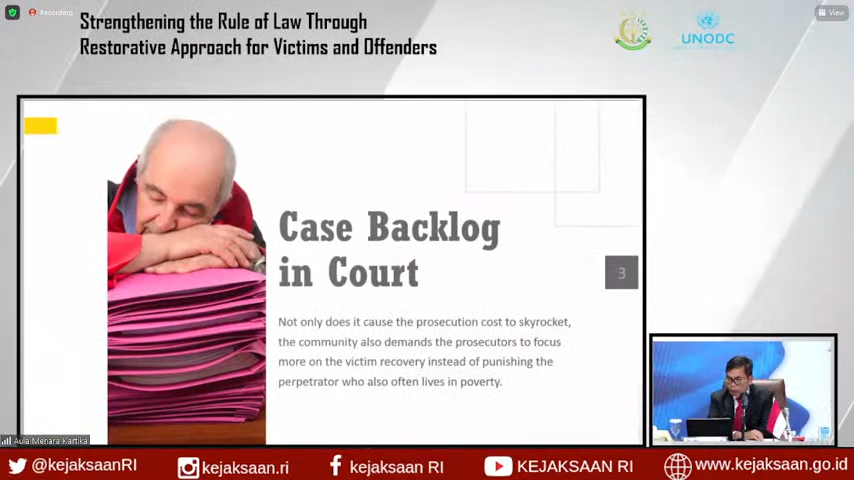 Recording
Strengthening the Rule of Law Through
Restorative Approach for Victims and Offenders
UNODC
View
Case Backlog
in Court
3
Not only does it cause the prosecution cost to skyrocket,
the community also demands the prosecutors to focus
more on the victim recovery instead of punishing the
perpetrator who also often lives in poverty.
Aula Menara Kartika
@kejaksaanRI
kejaksaan.ri
kejaksaan RI
KEJAKSAAN RI
www.kejaksaan.go.id